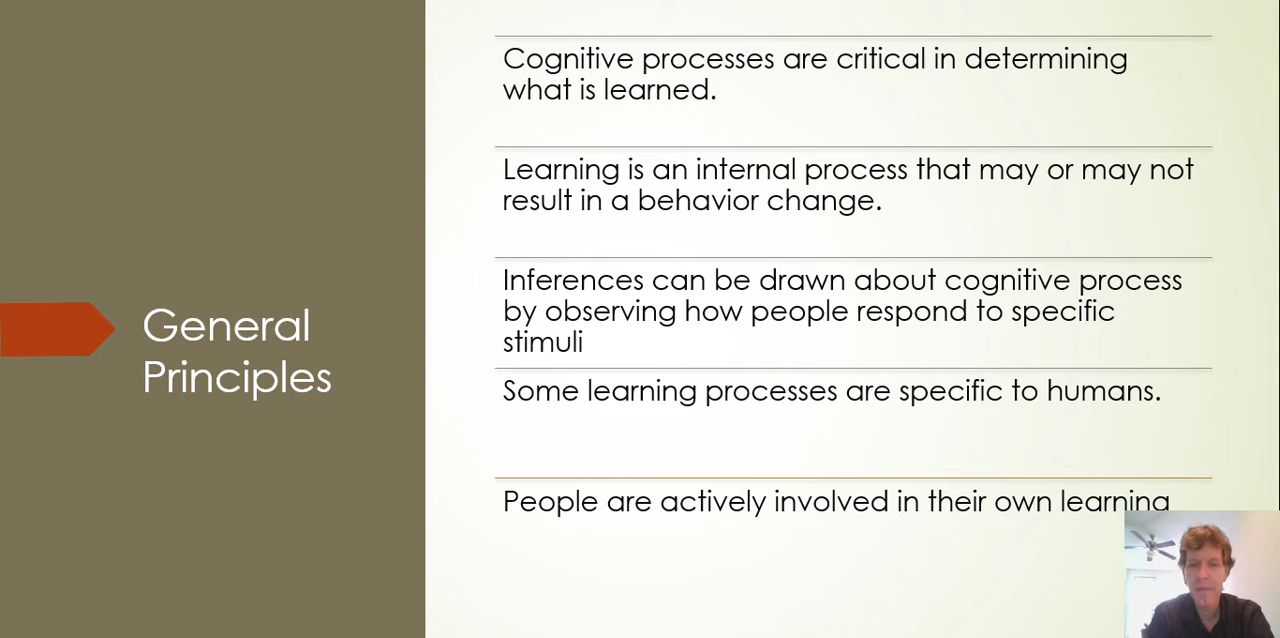 General
Principles
Cognitive processes are critical in determining
what is learned.
Learning is an internal process that may or may not
result in a behavior change.
Inferences can be drawn about cognitive process
by observing how people respond to specific
stimuli
Some learning processes are specific to humans.
People are actively involved in their own learning